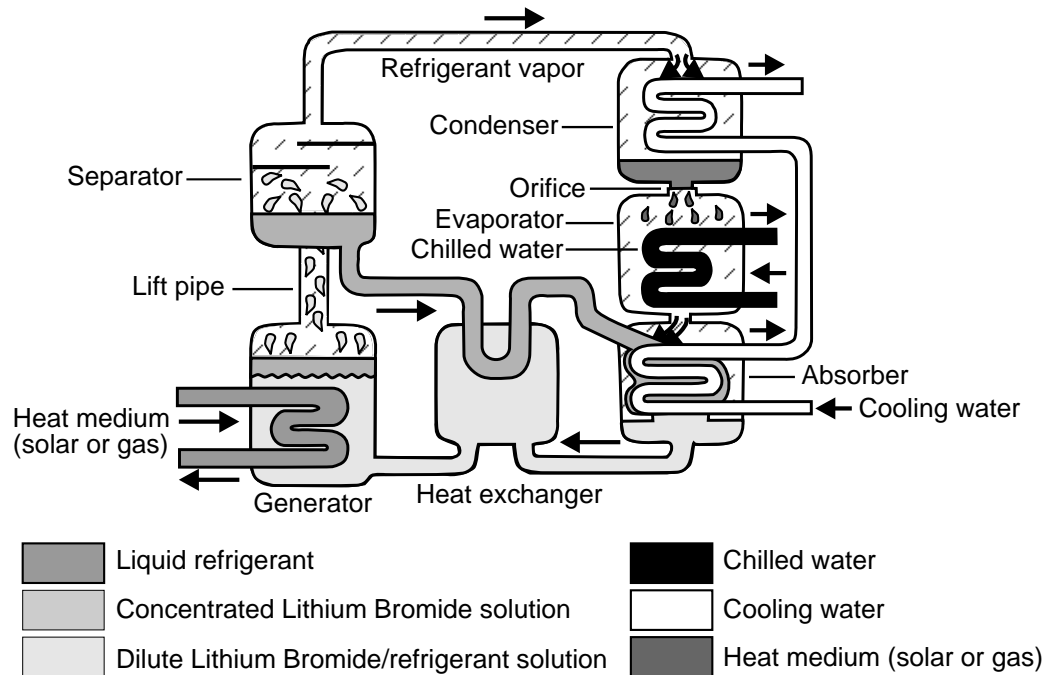 Refrigerant vapor
Condenser
Separator
Orifice
Evaporator
Chilled water
Lift pipe
Absorber
Heat medium
(solar or gas)
Cooling water
Generator
Heat exchanger
Liquid refrigerant
Chilled water
Concentrated Lithium Bromide solution
Cooling water
Dilute Lithium Bromide/refrigerant solution
Heat medium (solar or gas)